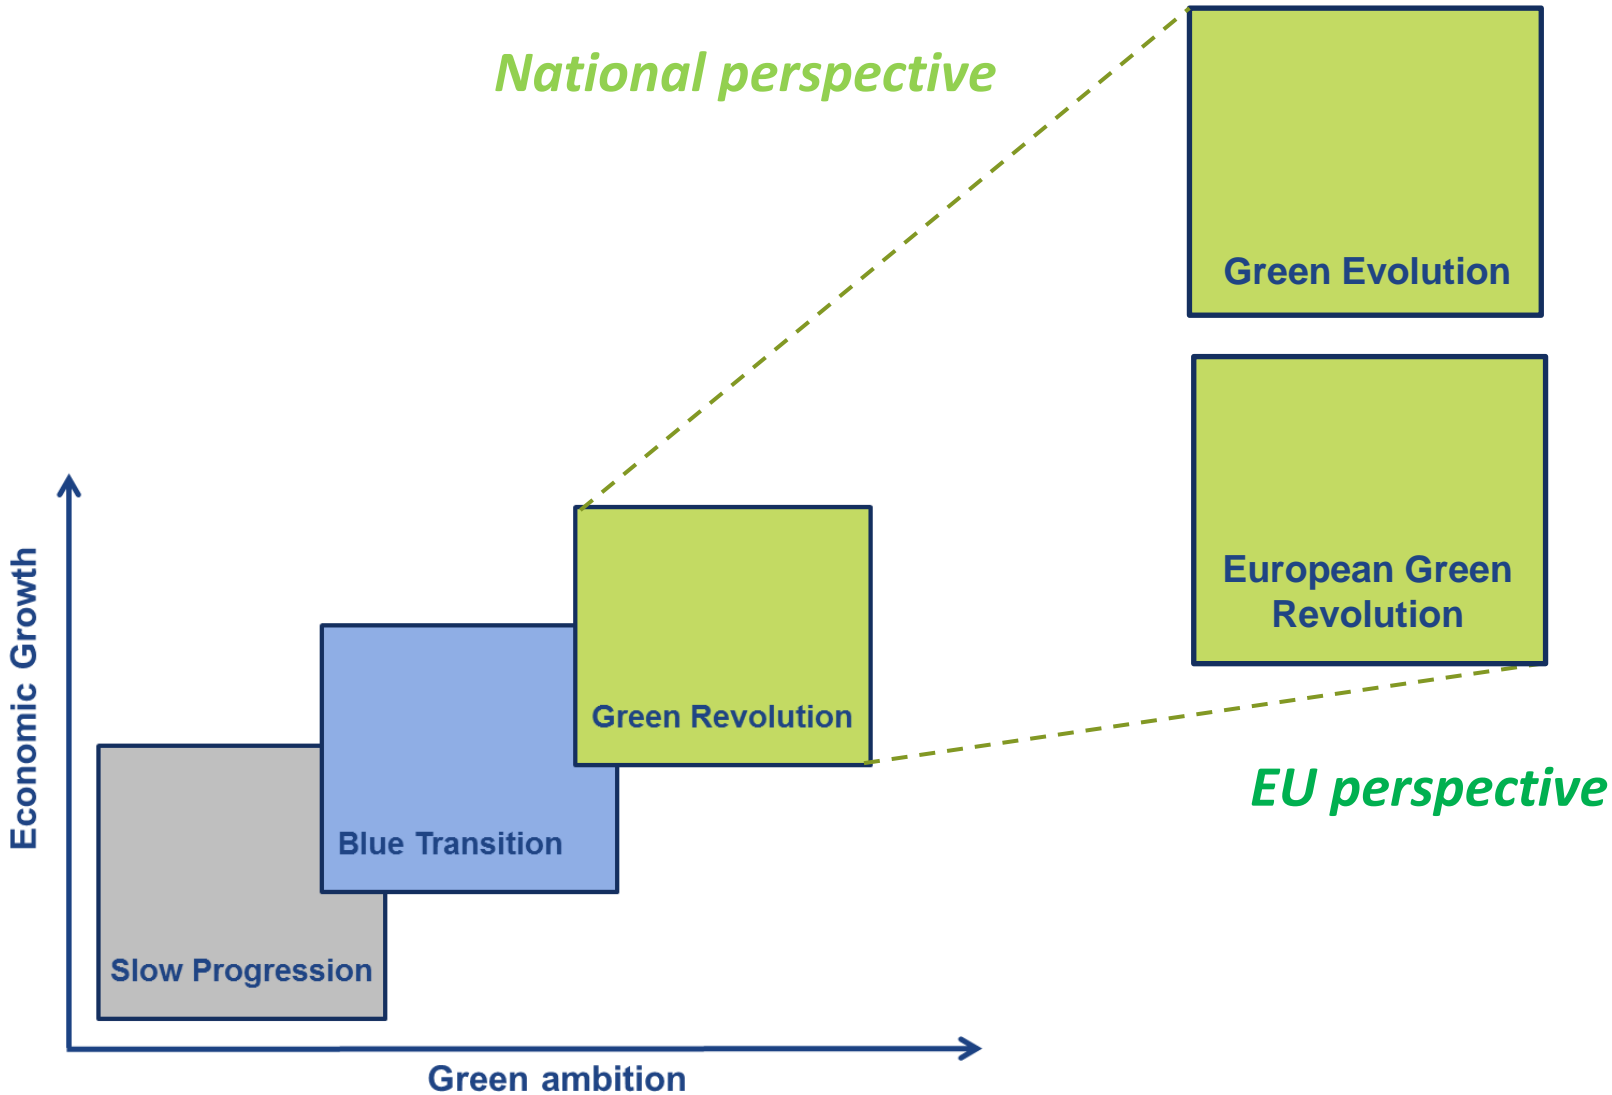 National perspective
Green Evolution
European Green
Revolution
EU perspective
Economic Growth
Green Revolution
Blue Transition
Slow Progression
Green ambition